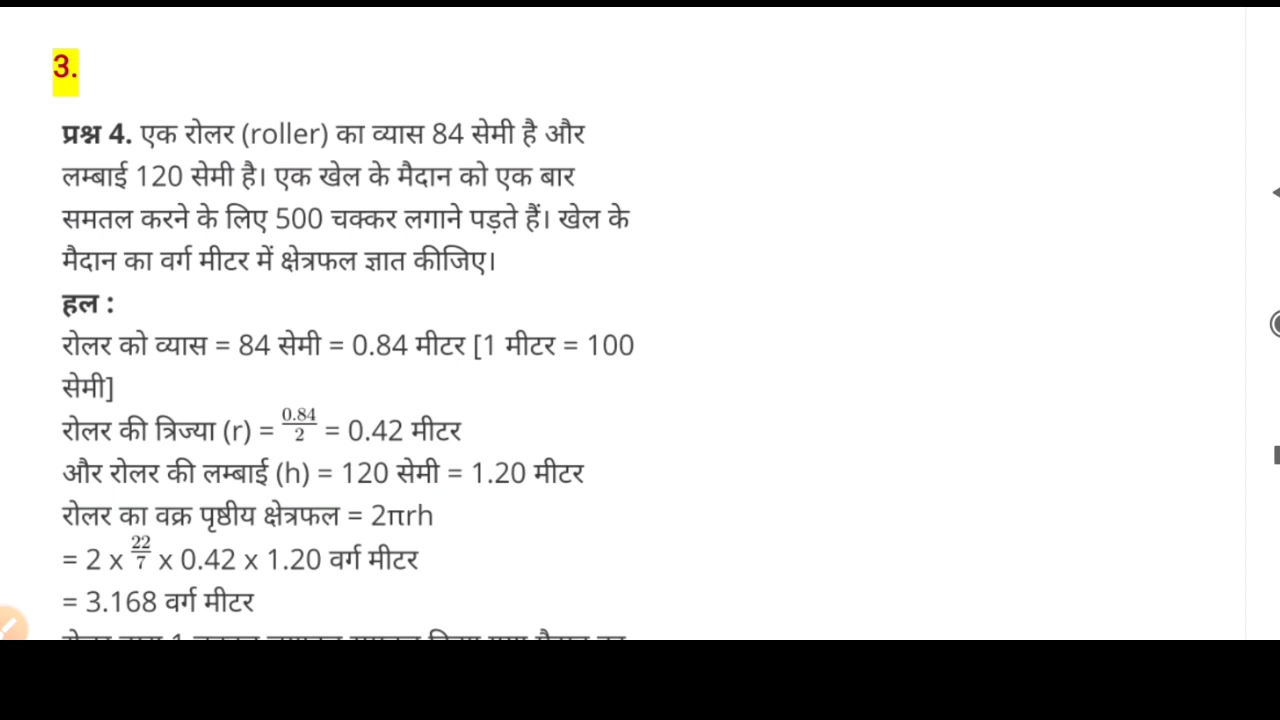 3.
प्रश्न 4. एक रोलर (roller) का व्यास 84 सेमी है और
लम्बाई 120 सेमी है। एक खेल के मैदान को एक बार
समतल करने के लिए 500 चक्कर लगाने पड़ते हैं। खेल के
मैदान का वर्ग मीटर में क्षेत्रफल ज्ञात कीजिए।
हल :
रोलर को व्यास = 84 सेमी = 0.84 मीटर [1 मीटर = 100
सेमी]
रोलर की त्रिज्या (r) = 0.84/2 = 0.42 मीटर
और रोलर की लम्बाई (h) = 120 सेमी = 1.20 मीटर
रोलर का वक्र पृष्ठीय क्षेत्रफल = 2πrh
= 2 x 22/7 x 0.42 x 1.20 वर्ग मीटर
= 3.168 वर्ग मीटर